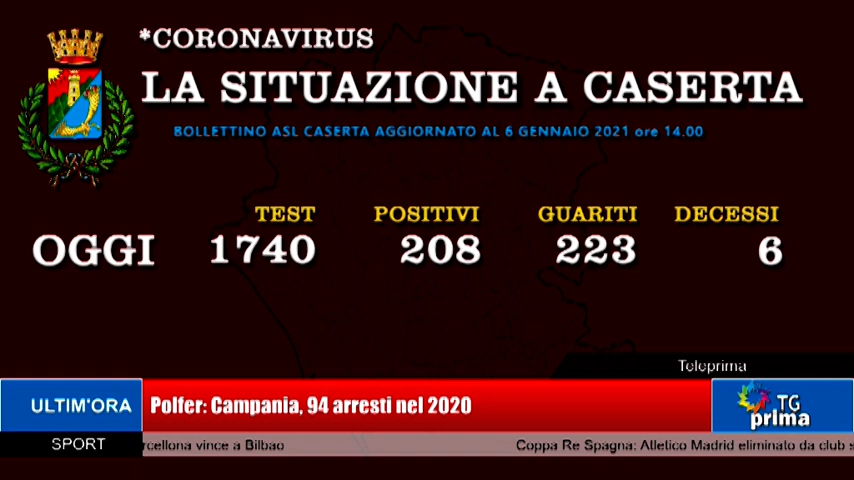 *CORONAVIRUS
LA SITUAZIONE A CASERTA
BOLLETTINO ASL CASERTA AGGIORNATO AL 6 GENNAIO 2021 ore 14.00
TEST POSITIVI GUARITI DECESSI
OGGI 1740 208 223 6
Teleprima
ULTIM'ORA Polfer: Campania, 94 arresti nel 2020
TG
prima
SPORT rcellona vince a Bilbao Coppa Re Spagna: Atletico Madrid eliminato da club s